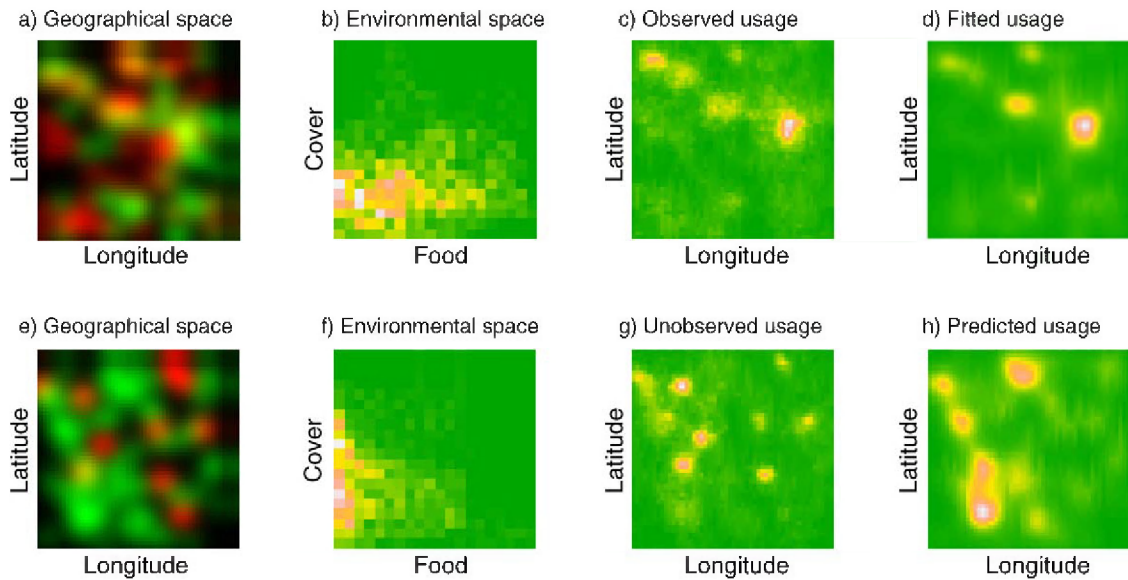 a) Geographical space
b) Environmental space
c) Observed usage
d) Fitted usage
Latitude
Cover
Latitude
Latitude
Longitude
Food
Longitude
Longitude
e) Geographical space
f) Environmental space
g) Unobserved usage
h) Predicted usage
Latitude
Cover
Latitude
Latitude
Longitude
Food
Longitude
Longitude